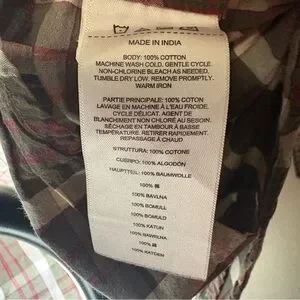 MADE IN INDIA
BODY: 100% COTTON
MACHINE WASH COLD. GENTLE CYCLE.
NON-CHLORINE BLEACH AS NEEDED.
TUMBLE DRY LOW. REMOVE PROMPTLY.
WARM IRON
PARTIE PRINCIPALE: 100% COTON
LAVAGE EN MACHINE À L'EAU FROIDE,
CYCLE DÉLICAT. AGENT DE
BLANCHIMENT NON CHLORÉ AU BESOIN.
SÉCHAGE EN TAMBOUR À BASSE
TEMPÉRATURE. RETIRER RAPIDEMENT.
REPASSAGE À CHAUD
STRUTTURA: 100% COTONE
CUERPO: 100% ALGODÓN
HAUPTTEIL: 100% BAUMWOLLE
100% 棉
100% BAVLNA
100% BOMULL
100% BOMULD
100% KATUN
100% BAWEŁNA
100% 綿
100% KATOEN